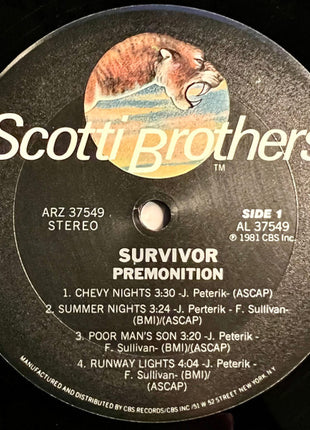 Scotti Brothers
TM
ARZ 37549
STEREO
SIDE 1
AL 37549
℗ 1981 CBS Inc.
SURVIVOR
PREMONITION
1. CHEVY NIGHTS 3:30 -J. Peterik- (ASCAP)
2. SUMMER NIGHTS 3:24 -J. Perterik - F. Sullivan-
(BMI)/(ASCAP)
3. POOR MAN'S SON 3:20 -J. Peterik -
F. Sullivan- (BMI)/(ASCAP)
4. RUNWAY LIGHTS 4:04 -J. Peterik -
F. Sullivan- (BMI)/
(ASCAP)
MANUFACTURED AND DISTRIBUTED BY CBS RECORDS/CBS INC./51 W 52 STREET NEW YORK N.Y.